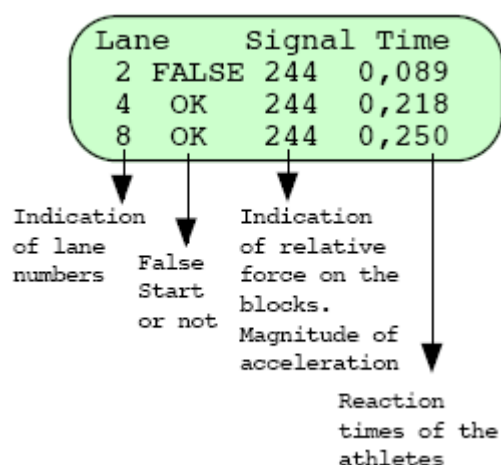 Lane Signal Time
2 FALSE 244 0,089
4 OK 244 0,218
8 OK 244 0,250
Indication
of lane
numbers
False
Start
or not
Indication
of relative
force on the
blocks.
Magnitude of
acceleration
Reaction
times of the
athletes